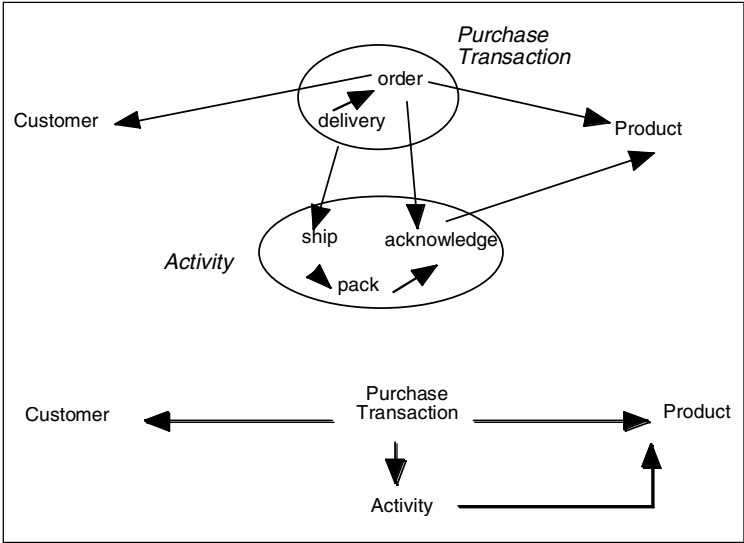 Purchase
Transaction
order
Customer
delivery
Product
ship
acknowledge
Activity
pack
Purchase
Transaction
Customer
Product
Activity